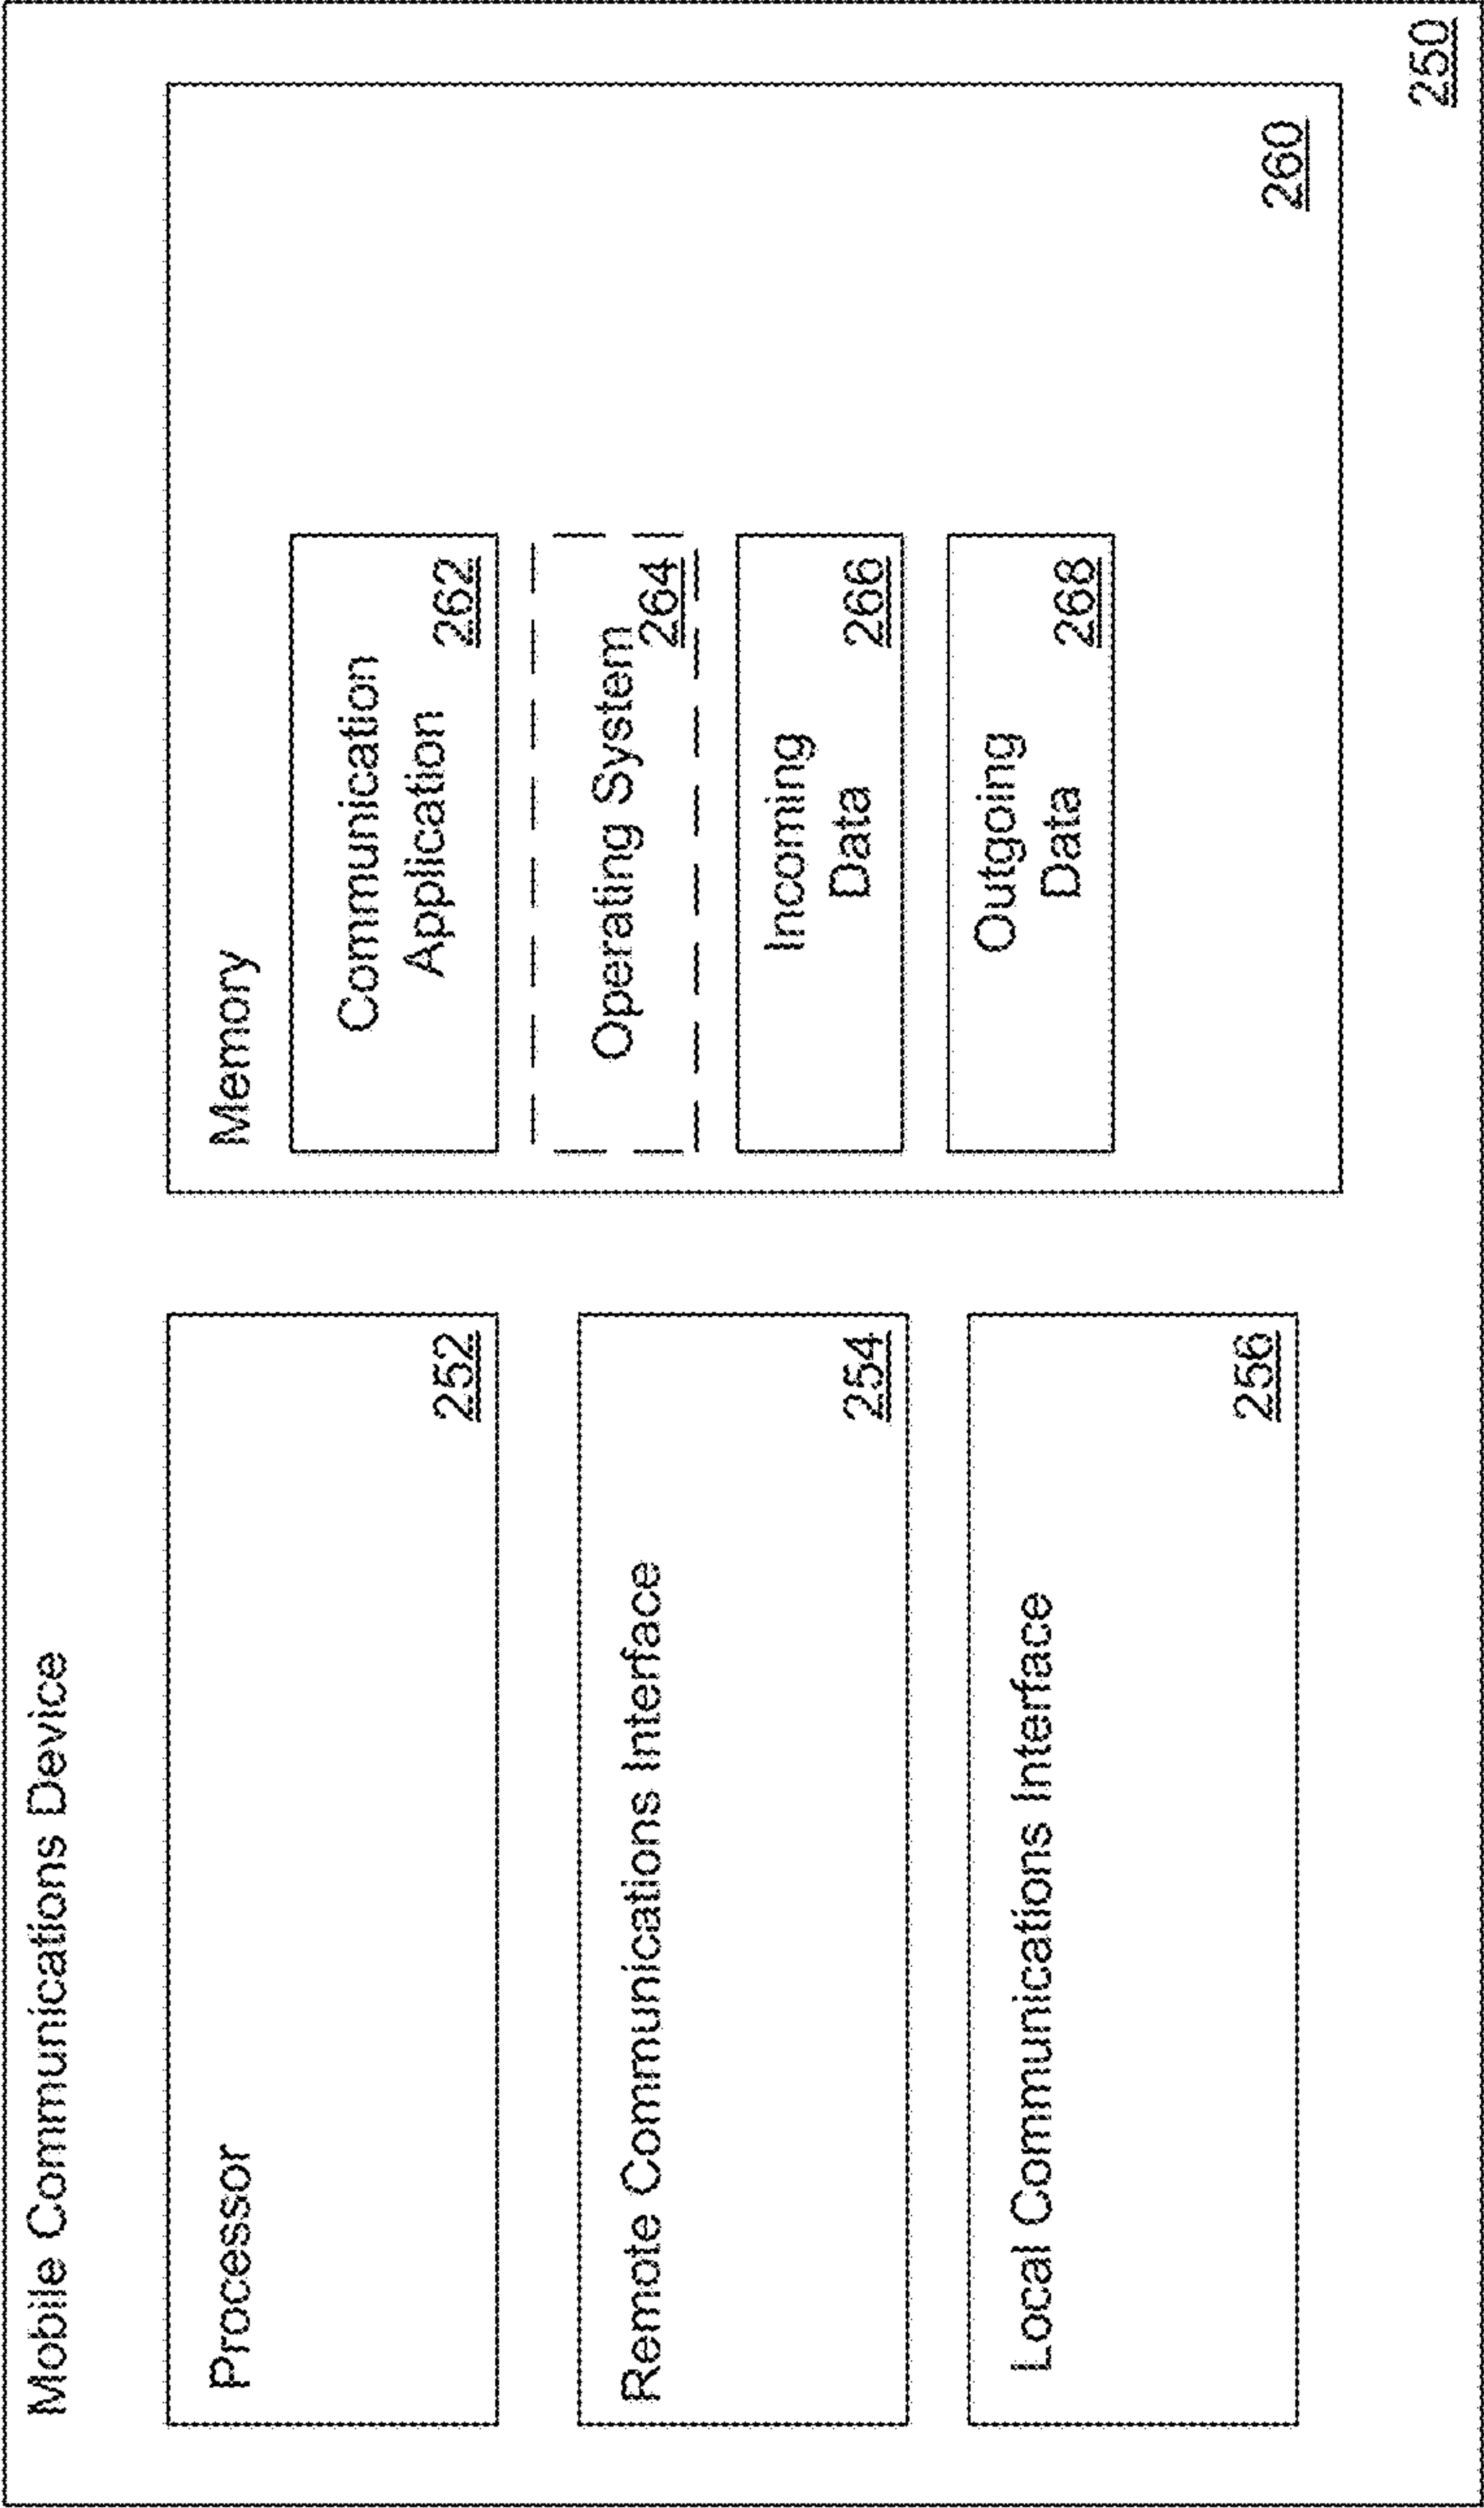 Mobile Communications Device
Processor
252
Remote Communications Interface
254
Local Communications Interface
256
Memory
Communication
Application
262
Operating System
264
Incoming
Data
266
Outgoing
Data
268
260
250